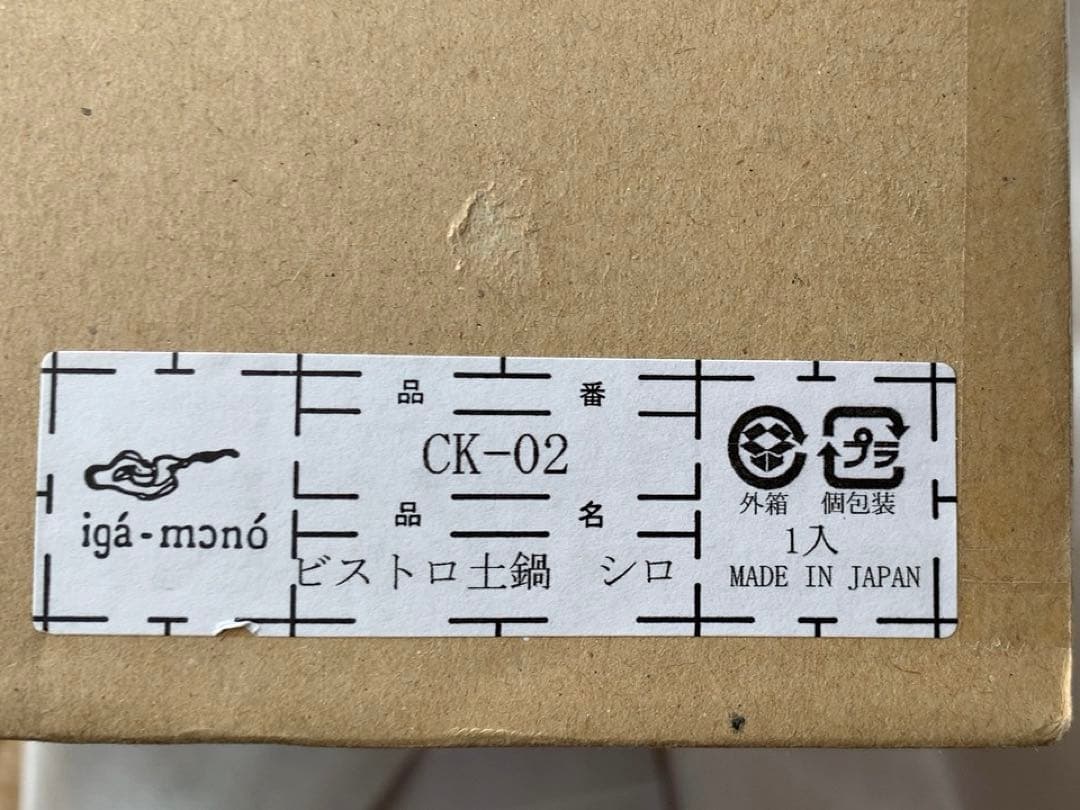 igá-mɔnó
品番
CK-02
品名
ビストロ土鍋 シロ
プラ
外箱 個包装
1入
MADE IN JAPAN